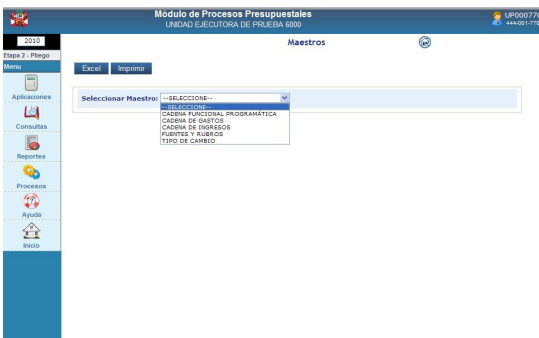 Módulo de Procesos Presupuestales
UNIDAD EJECUTORA DE PRUEBA 6000
UP000770
2010
Etapa 2 - Pliego
Menu
Aplicaciones
Consultas
Reportes
Procesos
Ayuda
Inicio
Maestros
Excel
Imprimir
Seleccionar Maestro:
--SELECCIONE--
--SELECCIONE--
CADENA FUNCIONAL PROGRAMÁTICA
CADENA DE GASTOS
CADENA DE INGRESOS
FUENTES Y RUBROS
TIPO DE CAMBIO